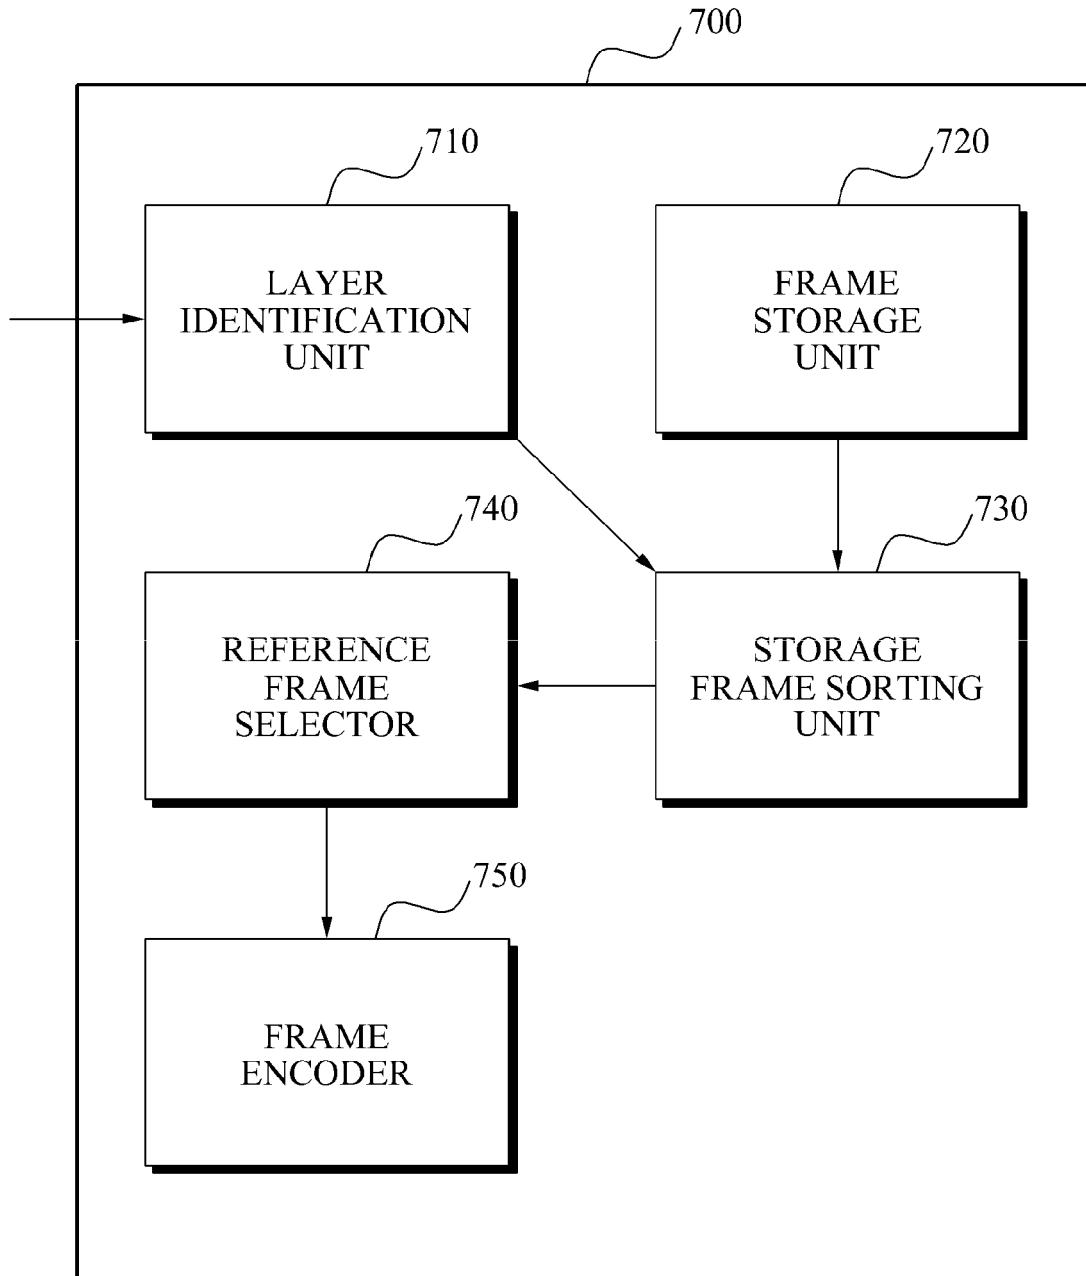 700
710
LAYER
IDENTIFICATION
UNIT
720
FRAME
STORAGE
UNIT
740
REFERENCE
FRAME
SELECTOR
730
STORAGE
FRAME SORTING
UNIT
750
FRAME
ENCODER